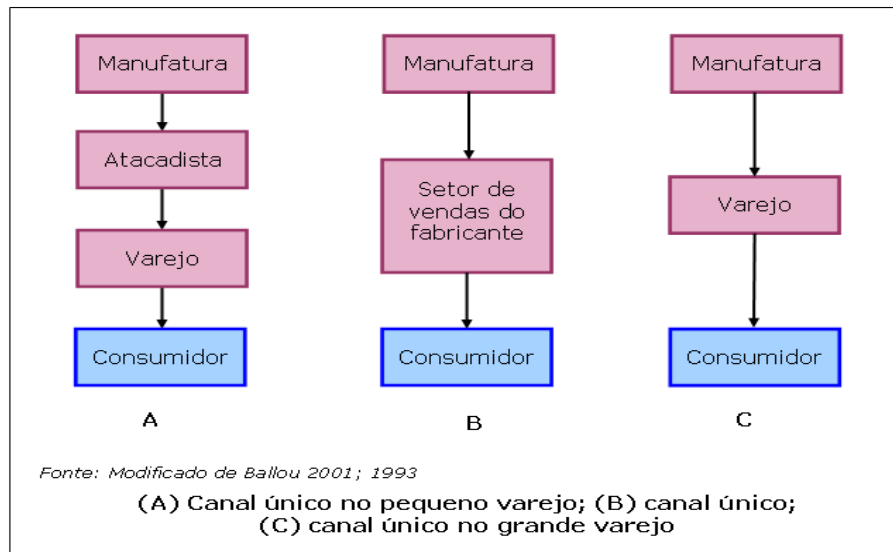 Manufatura
Atacadista
Varejo
Consumidor
A
Manufatura
Setor de
vendas do
fabricante
Consumidor
B
Manufatura
Varejo
Consumidor
C
Fonte: Modificado de Ballou 2001; 1993
(A) Canal único no pequeno varejo; (B) canal único;
(C) canal único no grande varejo